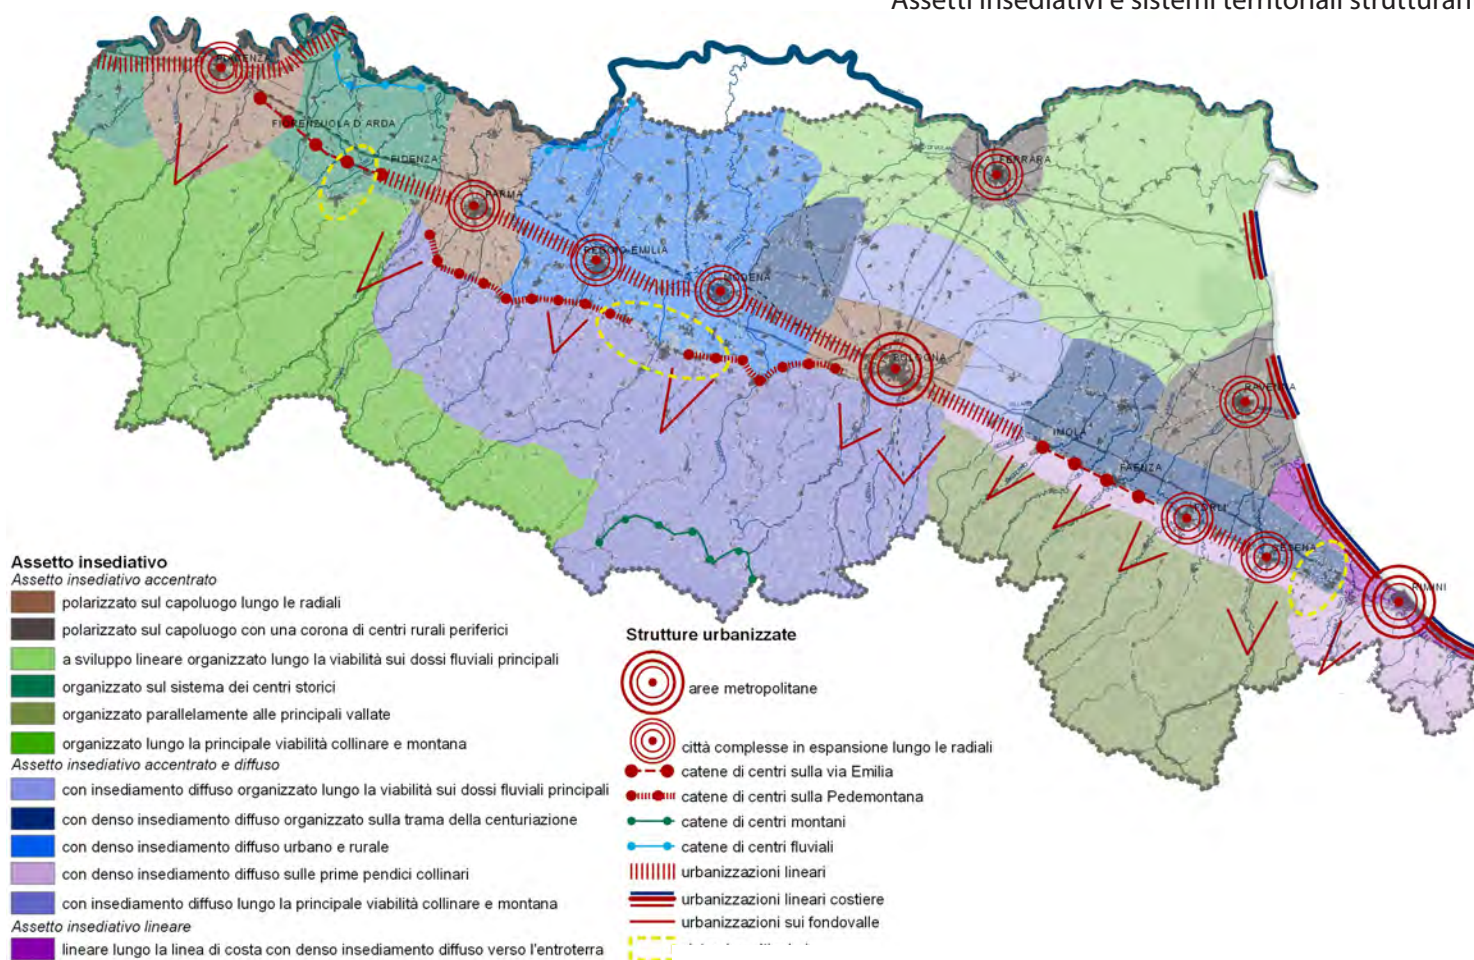 Assetti insediativi e sistemi territoriali
PIACENZA
FIORENZUOLA D'ARDA
FIDENZA
PARMA
REGGIO EMILIA
MODENA
FERRARA
BOLOGNA
RAVENNA
IMOLA
FAENZA
FORLI
CESENA
RIMINI
Assetto insediativo
Assetto insediativo accentrato
polarizzato sul capoluogo lungo le radiali
polarizzato sul capoluogo con una corona di centri rurali periferici
a sviluppo lineare organizzato lungo la viabilità sui dossi fluviali principali
organizzato sul sistema dei centri storici
organizzato parallelamente alle principali vallate
organizzato lungo la principale viabilità collinare e montana
Assetto insediativo accentrato e diffuso
con insediamento diffuso organizzato lungo la viabilità sui dossi fluviali principali
con denso insediamento diffuso organizzato sulla trama della centuriazione
con denso insediamento diffuso urbano e rurale
con denso insediamento diffuso sulle prime pendici collinari
con insediamento diffuso lungo la principale viabilità collinare e montana
Assetto insediativo lineare
lineare lungo la linea di costa con denso insediamento diffuso verso l'entroterra
Strutture urbanizzate
aree metropolitane
città complesse in espansione lungo le radiali
catene di centri sulla via Emilia
catene di centri sulla Pedemontana
catene di centri montani
catene di centri fluviali
urbanizzazioni lineari
urbanizzazioni lineari costiere
urbanizzazioni sui fondovalle